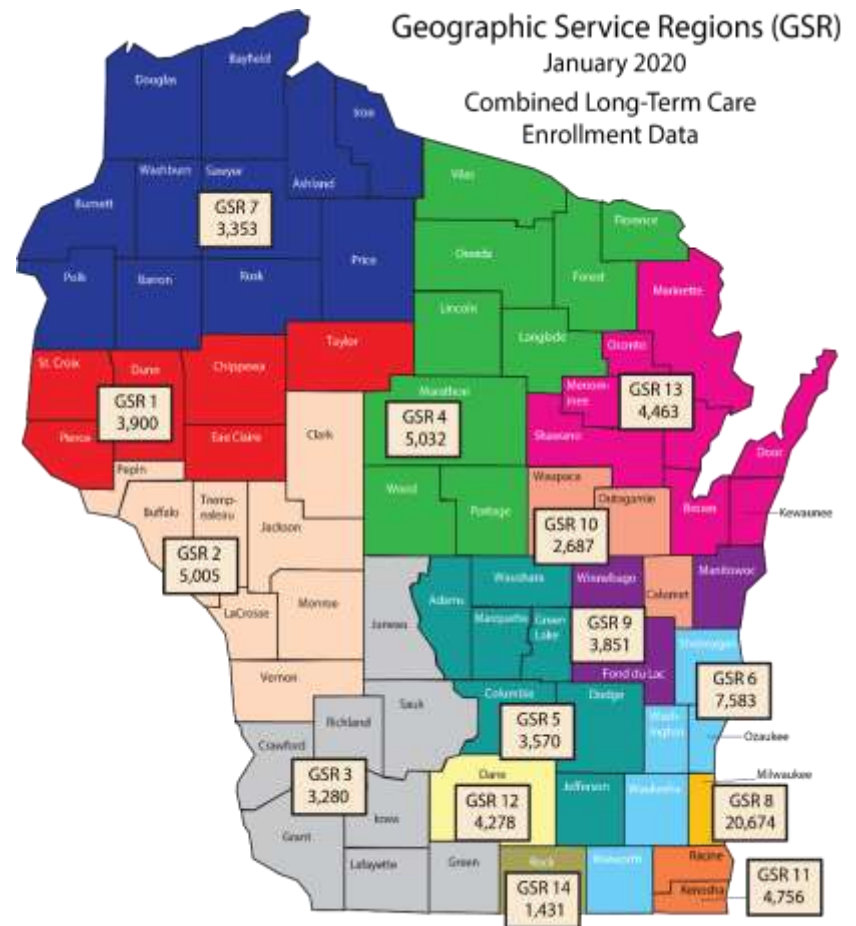 Geographic Service Regions (GSR)
January 2020
Combined Long-Term Care
Enrollment Data
Bayfield
Douglas
Iron
Washburn
Sawyer
Ashland
Burnett
GSR 7
3,353
Polk
Barron
Rusk
Price
Vilas
Florence
Oneida
Forest
Marinette
Lincoln
Langlade
Oconto
Taylor
St. Croix
Dunn
Chippewa
GSR 1
3,900
Marathon
GSR 4
5,032
Menom-
inee
GSR 13
4,463
Pierce
Eau Claire
Clark
Shawano
Door
Pepin
Waupaca
Buffalo
Tremp-
ealeau
Jackson
Wood
Portage
Outagamie
Brown
Kewaunee
GSR 10
2,687
GSR 2
5,005
Waushara
Winnebago
Manitowoc
Calumet
LaCrosse
Monroe
Juneau
Adams
Marquette
Green
Lake
GSR 9
3,851
Sheboygan
Vernon
Fond du Lac
GSR 6
7,583
Sauk
Columbia
Dodge
Richland
GSR 5
3,570
Wash-
ington
Ozaukee
Crawford
GSR 3
3,280
Dane
Milwaukee
GSR 12
4,278
Jefferson
Waukesha
GSR 8
20,674
Iowa
Grant
Lafayette
Green
Rock
Walworth
Racine
Kenosha
GSR 11
4,756
GSR 14
1,431